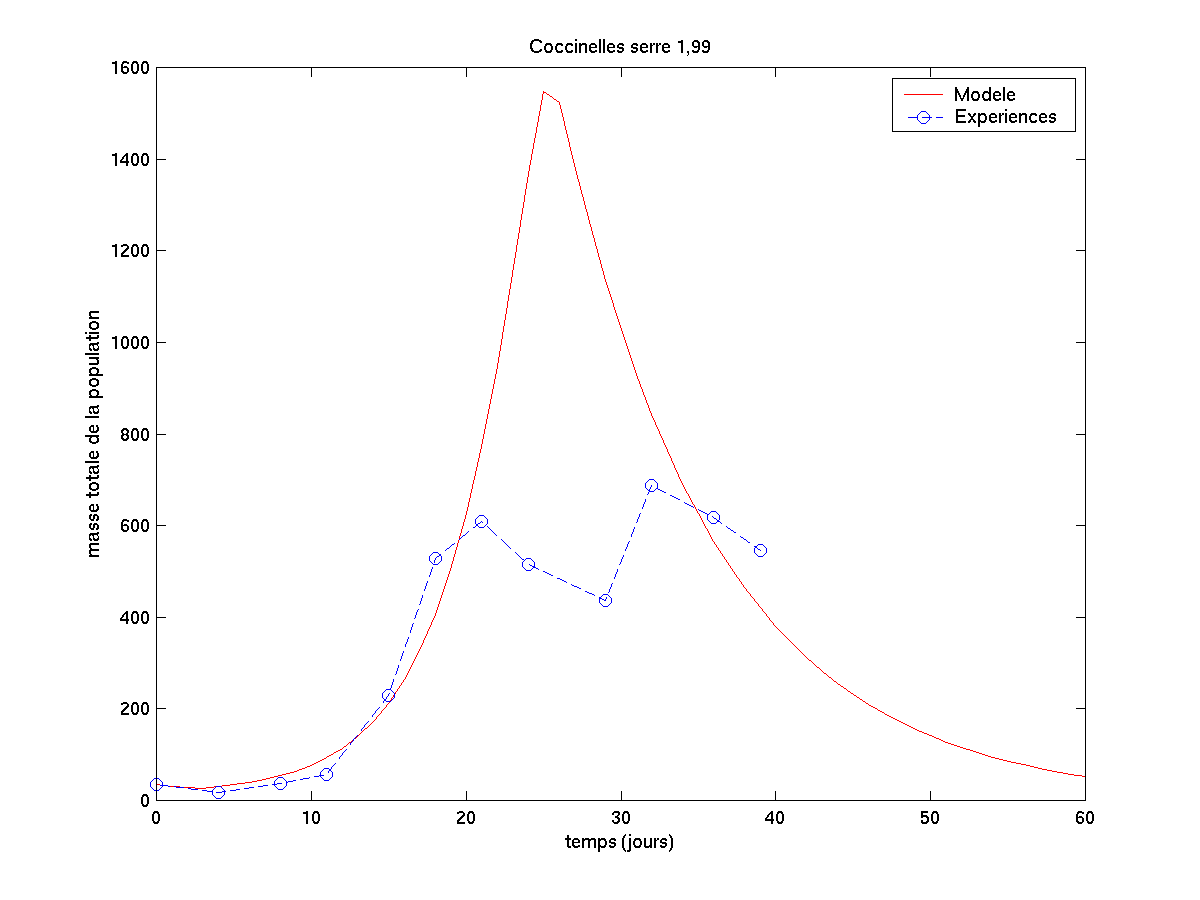 Coccinelles serre 1,99
Modele
Experiences
1600
1400
1200
1000
800
600
400
200
0
masse totale de la population
0 10 20 30 40 50 60
temps (jours)